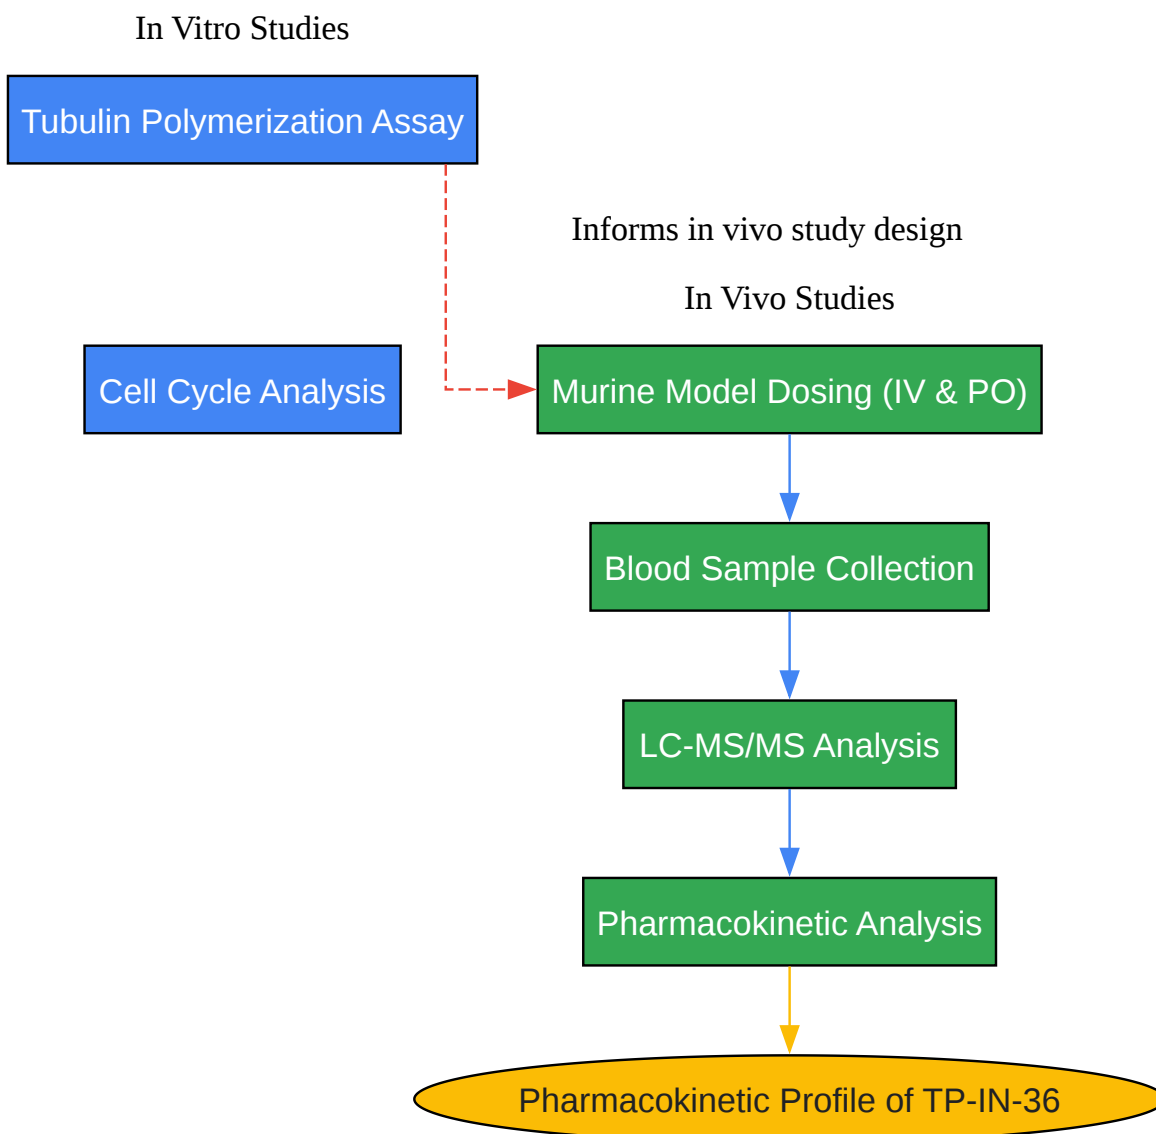 In Vitro Studies
Tubulin Polymerization Assay
Informs in vivo study design
In Vivo Studies
Cell Cycle Analysis
Murine Model Dosing (IV & PO)
Blood Sample Collection
LC-MS/MS Analysis
Pharmacokinetic Analysis
Pharmacokinetic Profile of TP-IN-36